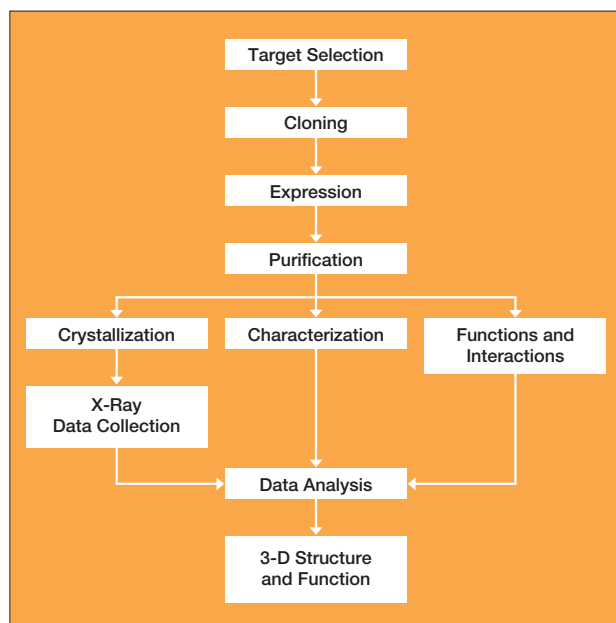 Target Selection
Cloning
Expression
Purification
Crystallization
Characterization
Functions and
Interactions
X-Ray
Data Collection
Data Analysis
3-D Structure
and Function